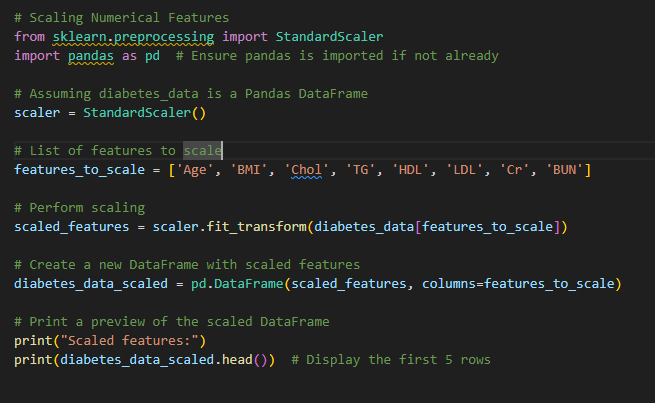 # Scaling Numerical Features
from sklearn.preprocessing import StandardScaler
import pandas as pd  # Ensure pandas is imported if not already
# Assuming diabetes_data is a Pandas DataFrame
scaler = StandardScaler()
# List of features to scale
features_to_scale = ['Age', 'BMI', 'Chol', 'TG', 'HDL', 'LDL', 'Cr', 'BUN']
# Perform scaling
scaled_features = scaler.fit_transform(diabetes_data[features_to_scale])
# Create a new DataFrame with scaled features
diabetes_data_scaled = pd.DataFrame(scaled_features, columns=features_to_scale)
# Print a preview of the scaled DataFrame
print("Scaled features:")
print(diabetes_data_scaled.head())  # Display the first 5 rows